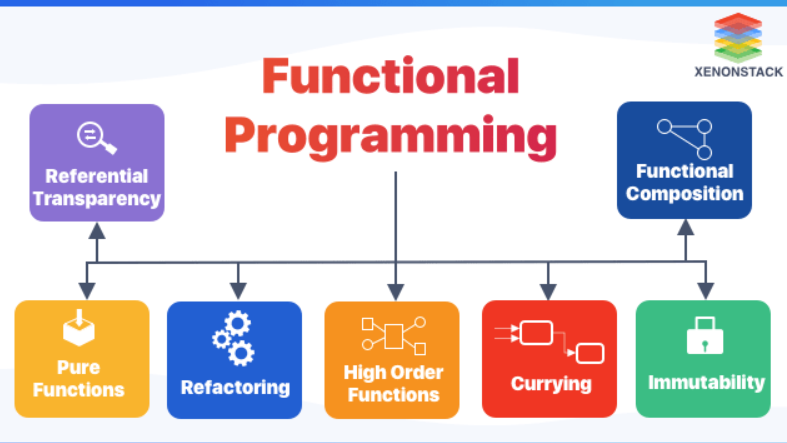 XENONSTACK
Functional
Programming
Referential
Transparency
Functional
Composition
Pure
Functions
Refactoring
High Order
Functions
Currying
Immutability